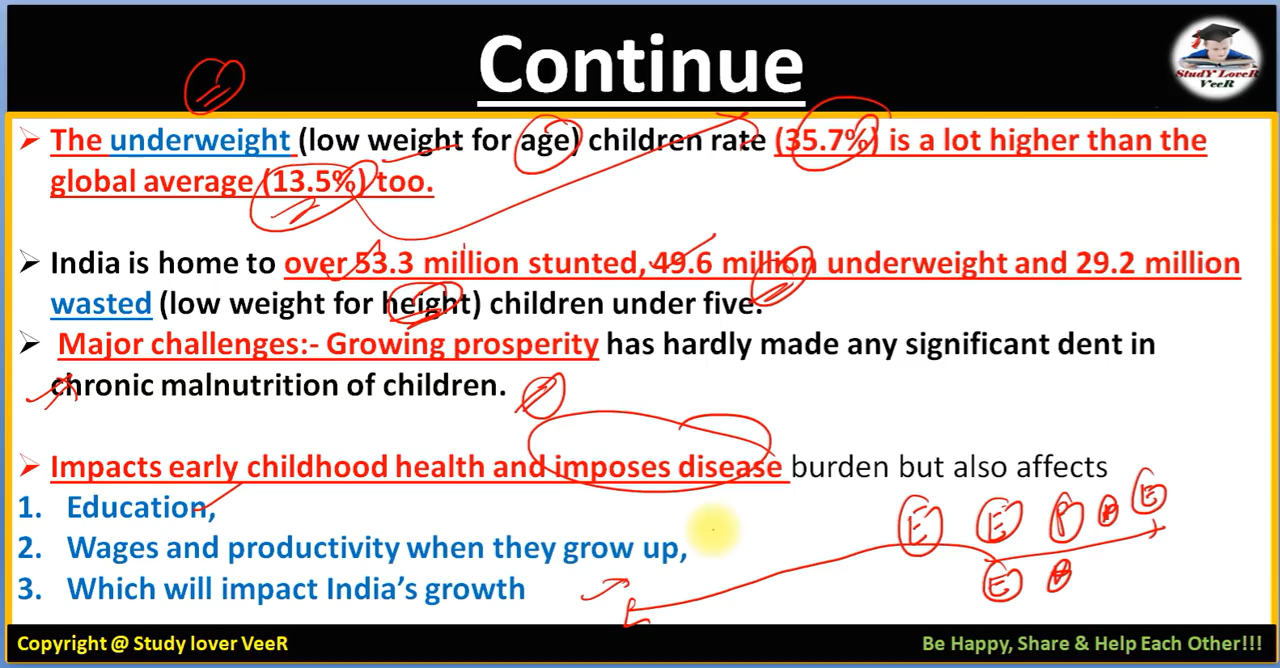 Continue
StudY LoveR
VeeR
➢ The underweight (low weight for age) children rate (35.7%) is a lot higher than the
global average (13.5%) too.
➢ India is home to over 53.3 million stunted, 49.6 million underweight and 29.2 million
wasted (low weight for height) children under five.
➢ Major challenges:- Growing prosperity has hardly made any significant dent in
chronic malnutrition of children.
➢ Impacts early childhood health and imposes disease burden but also affects
1. Education,
2. Wages and productivity when they grow up,
3. Which will impact India's growth
E E P P E
E P
Copyright @ Study lover VeeR
Be Happy, Share & Help Each Other!!!